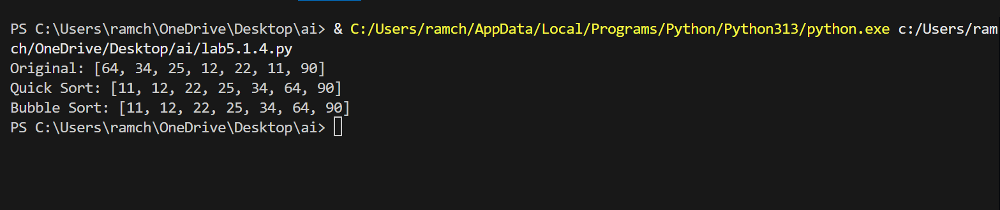 PS C:\Users\ramch\OneDrive\Desktop\ai> & C:/Users/ramch/AppData/Local/Programs/Python/Python313/python.exe c:/Users/ram
ch/OneDrive/Desktop/ai/lab5.1.4.py
Original: [64, 34, 25, 12, 22, 11, 90]
Quick Sort: [11, 12, 22, 25, 34, 64, 90]
Bubble Sort: [11, 12, 22, 25, 34, 64, 90]
PS C:\Users\ramch\OneDrive\Desktop\ai>